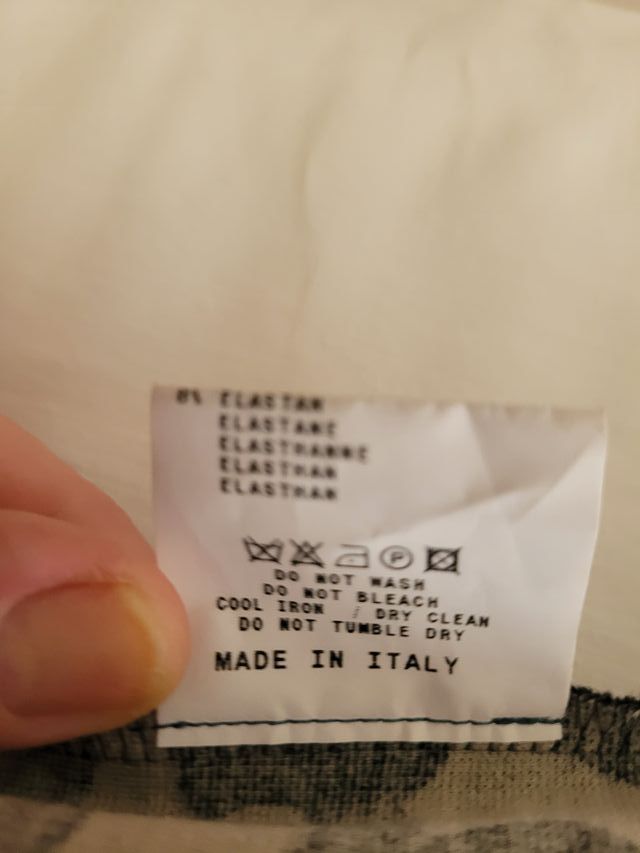 ELASTAN
ELASTANE
ELASTHANNE
ELASTHAN
ELASTHAN
P
DO NOT WASH
DO NOT BLEACH
COOL IRON / DRY CLEAN
DO NOT TUMBLE DRY
MADE IN ITALY